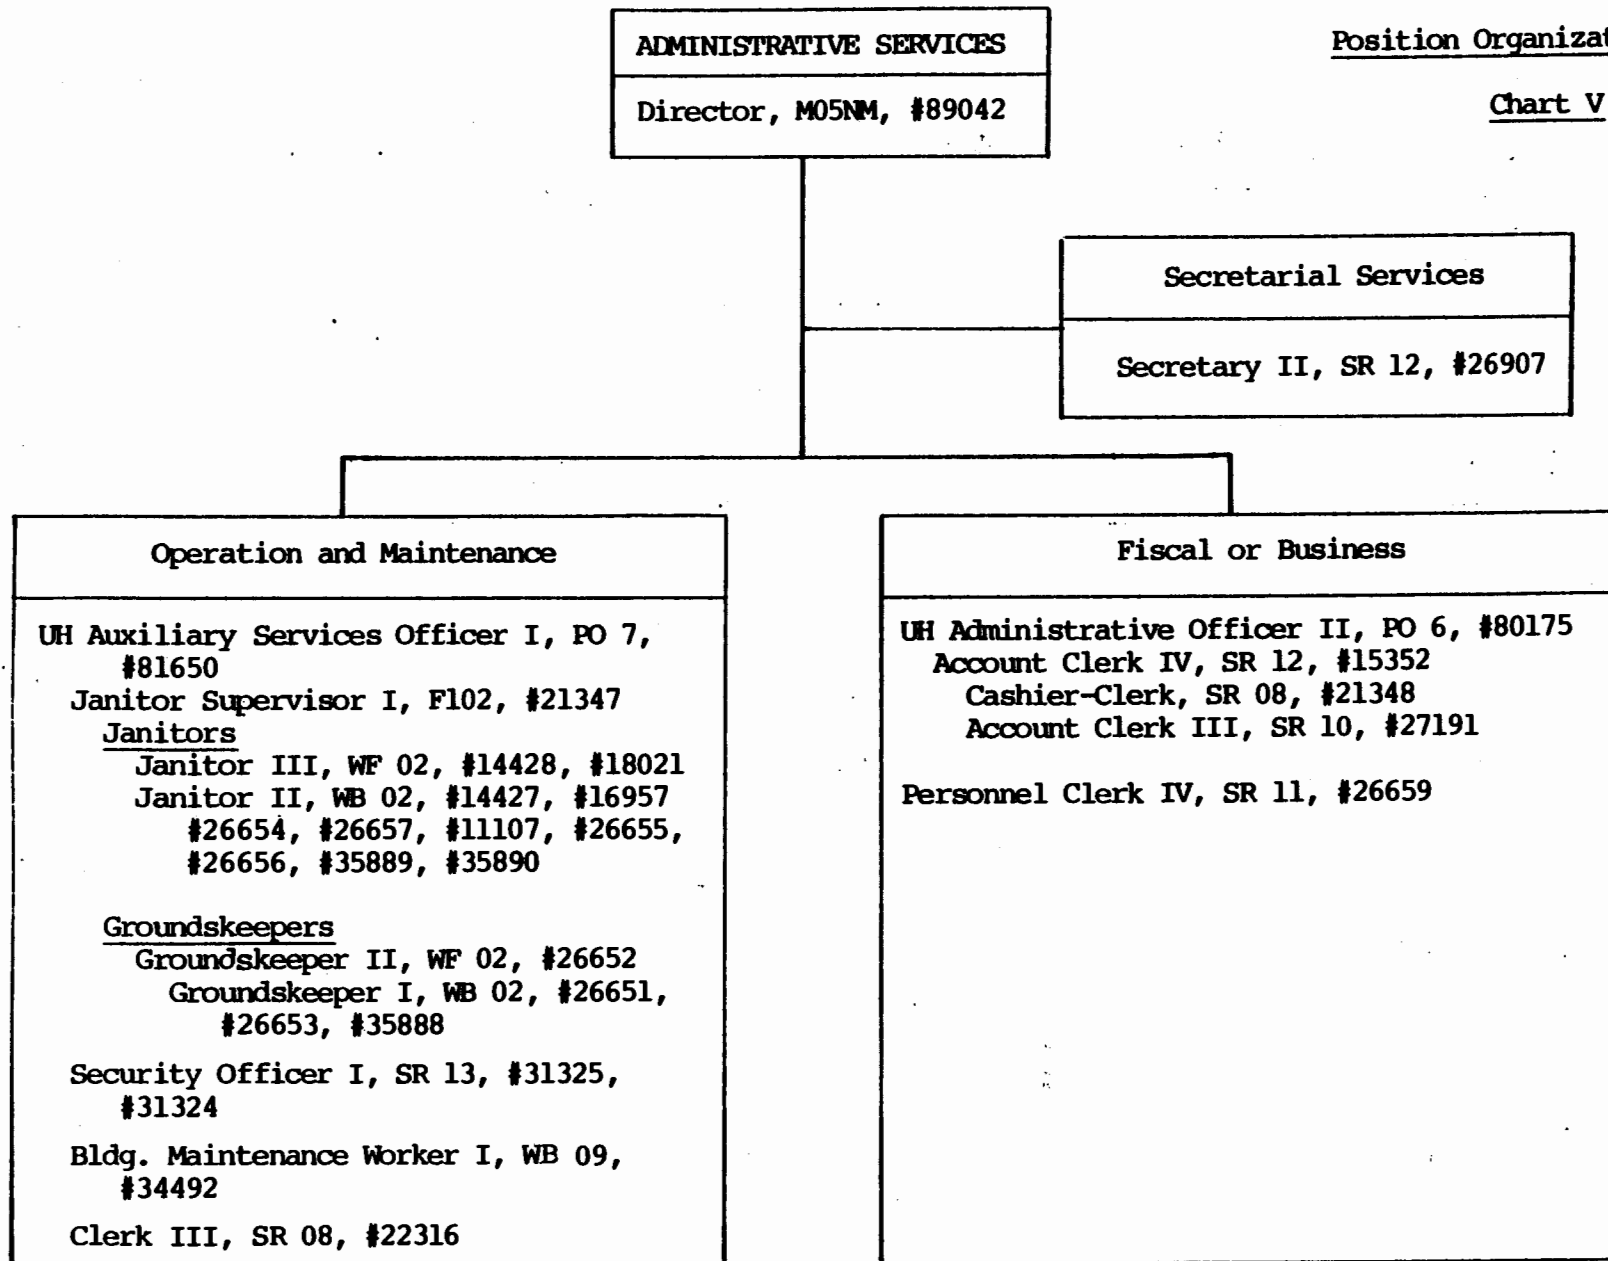 ADMINISTRATIVE SERVICES
Director, M05NM, #89042
Position Organizat
Chart V
Secretarial Services
Secretary II, SR 12, #26907
Operation and Maintenance
UH Auxiliary Services Officer I, PO 7,
#81650
Janitor Supervisor I, F102, #21347
Janitors
Janitor III, WF 02, #14428, #18021
Janitor II, WB 02, #14427, #16957
#26654, #26657, #11107, #26655,
#26656, #35889, #35890
Groundskeepers
Groundskeeper II, WF 02, #26652
Groundskeeper I, WB 02, #26651,
#26653, #35888
Security Officer I, SR 13, #31325,
#31324
Bldg. Maintenance Worker I, WB 09,
#34492
Clerk III, SR 08, #22316
Fiscal or Business
UH Administrative Officer II, PO 6, #80175
Account Clerk IV, SR 12, #15352
Cashier-Clerk, SR 08, #21348
Account Clerk III, SR 10, #27191
Personnel Clerk IV, SR 11, #26659